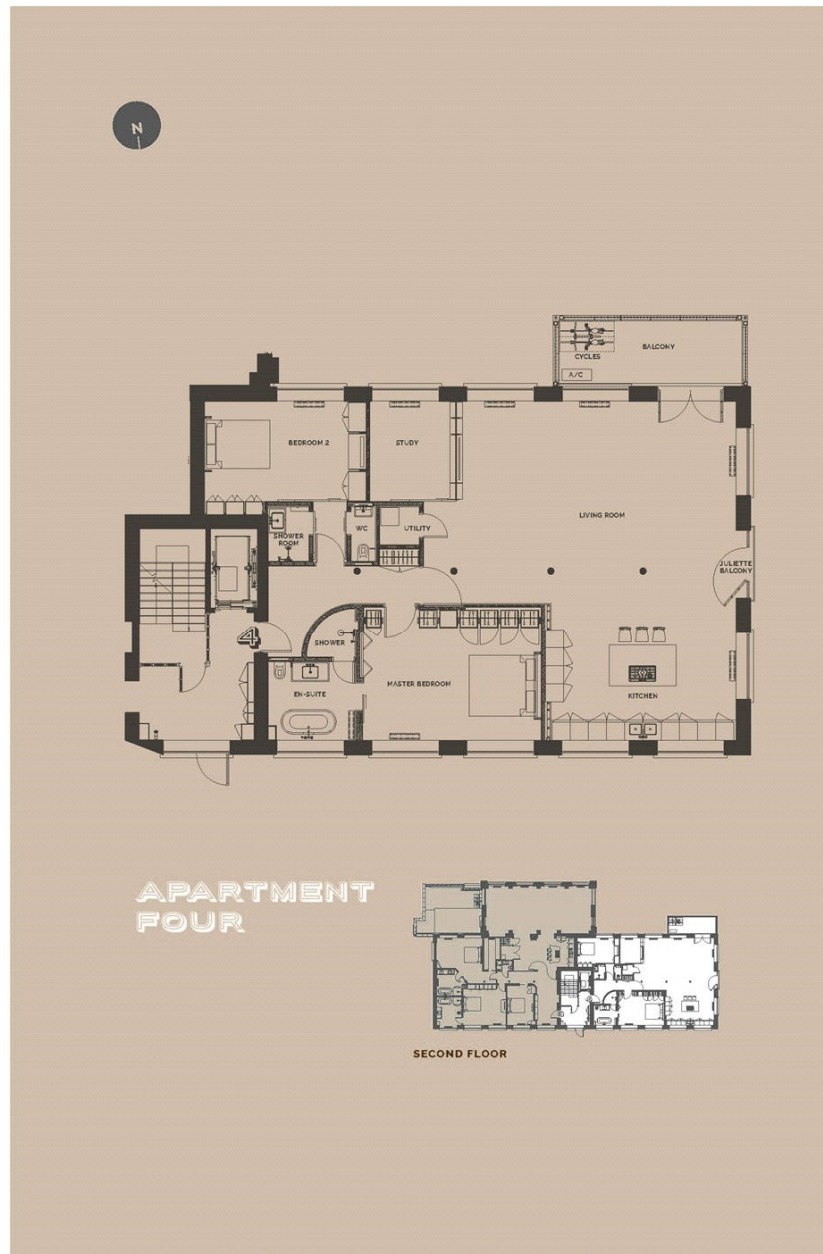 N
CYCLES
BALCONY
A/C
BEDROOM 2
STUDY
LIVING ROOM
SHOWER
ROOM
WC
UTILITY
JULIETTE
BALCONY
4
SHOWER
EN-SUITE
MASTER BEDROOM
KITCHEN
APARTMENT
FOUR
SECOND FLOOR